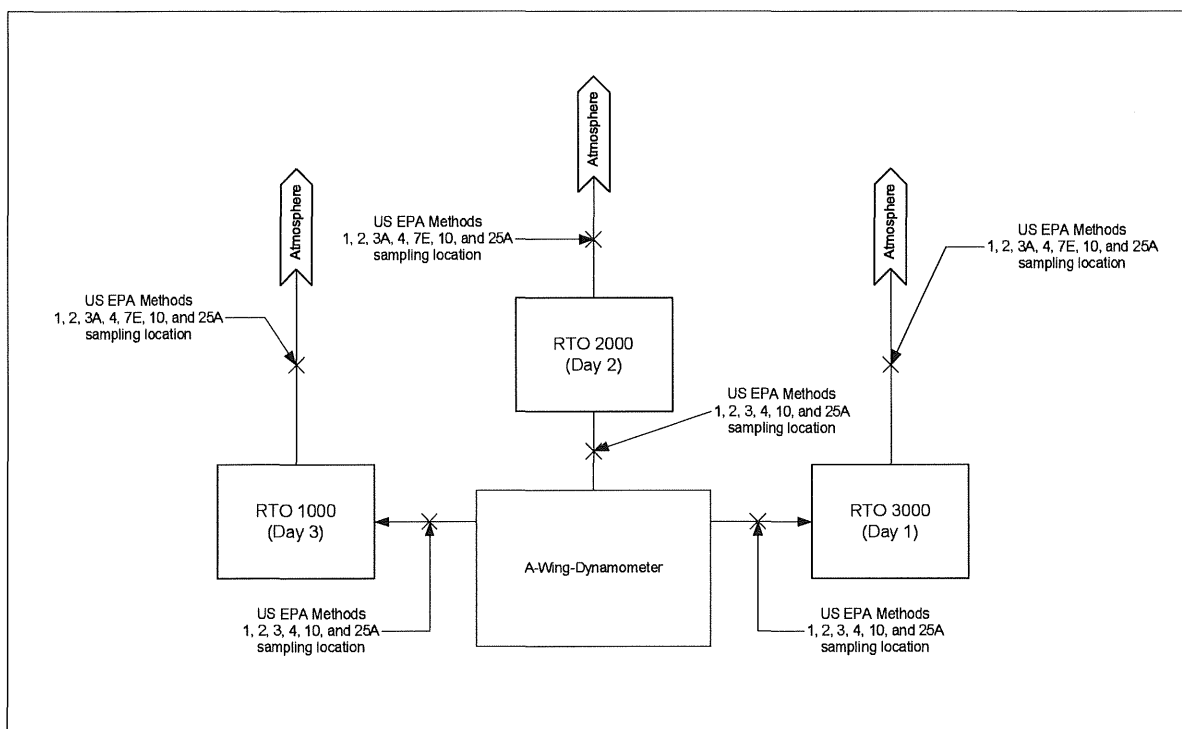 Atmosphere
Atmosphere
Atmosphere
US EPA Methods
1, 2, 3A, 4, 7E, 10, and 25A
sampling location
US EPA Methods
1, 2, 3A, 4, 7E, 10, and 25A
sampling location
US EPA Methods
1, 2, 3A, 4, 7E, 10, and 25A
sampling location
RTO 2000
(Day 2)
US EPA Methods
1, 2, 3, 4, 10, and 25A
sampling location
RTO 1000
(Day 3)
A-Wing-Dynamometer
RTO 3000
(Day 1)
US EPA Methods
1, 2, 3, 4, 10, and 25A
sampling location
US EPA Methods
1, 2, 3, 4, 10, and 25A
sampling location